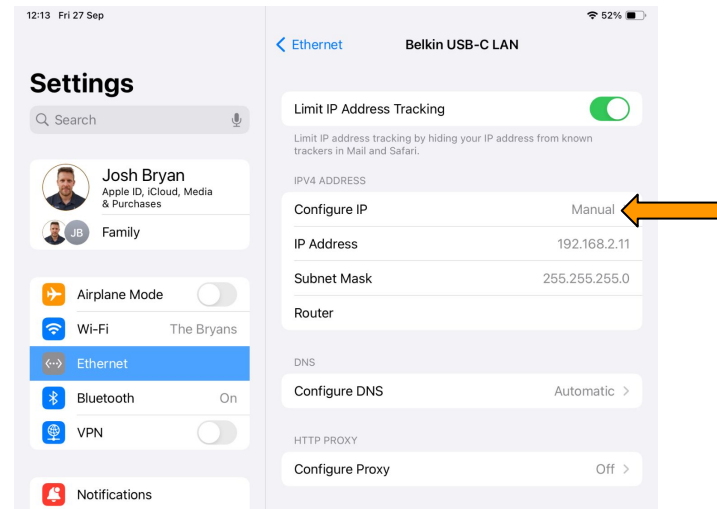 12:13 Fri 27 Sep
52%
Settings
Search
Josh Bryan
Apple ID, iCloud, Media
& Purchases
JB
Family
Airplane Mode
Wi-Fi The Bryans
Ethernet
Bluetooth On
VPN
Notifications
Ethernet Belkin USB-C LAN
Limit IP Address Tracking
Limit IP address tracking by hiding your IP address from known
trackers in Mail and Safari.
IPV4 ADDRESS
Configure IP Manual
IP Address 192.168.2.11
Subnet Mask 255.255.255.0
Router
DNS
Configure DNS Automatic
HTTP PROXY
Configure Proxy Off